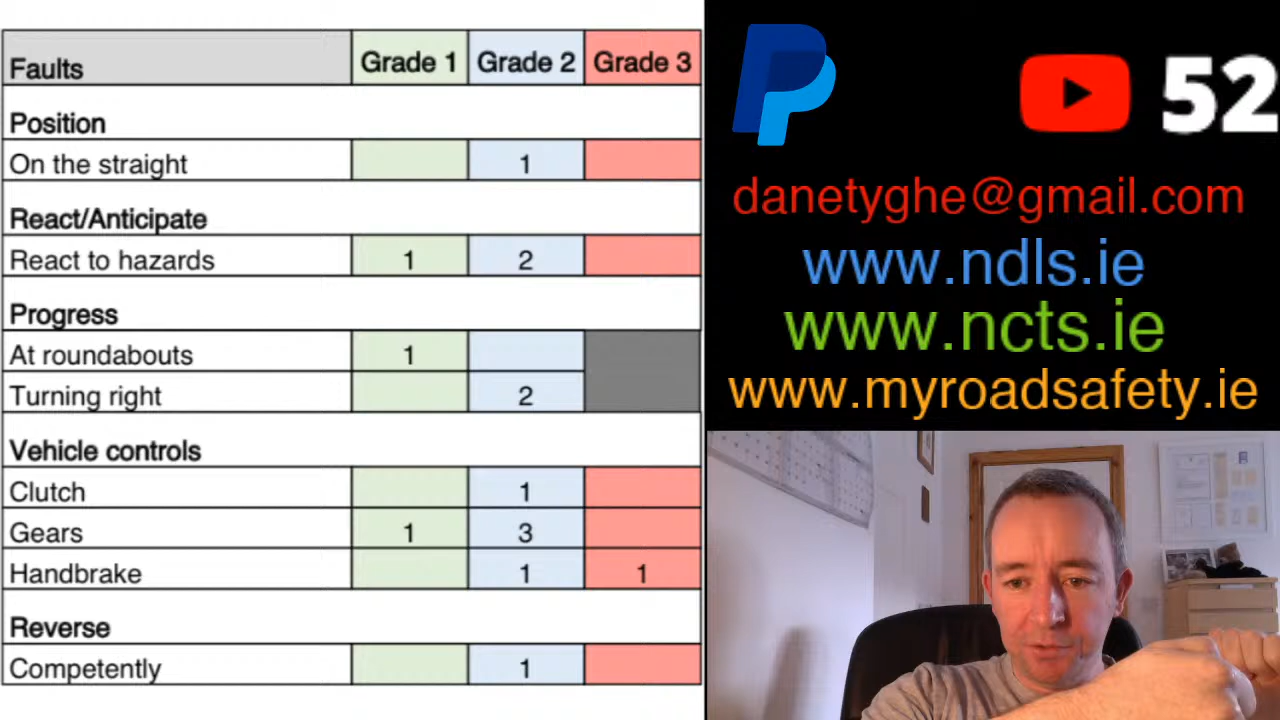 Faults Grade 1 Grade 2 Grade 3
Position
On the straight 1
React/Anticipate
React to hazards 1 2
Progress
At roundabouts 1
Turning right 2
Vehicle controls
Clutch 1
Gears 1 3
Handbrake 1 1
Reverse
Competently 1
52
danetyghe@gmail.com
www.ndls.ie
www.ncts.ie
www.myroadsafety.ie